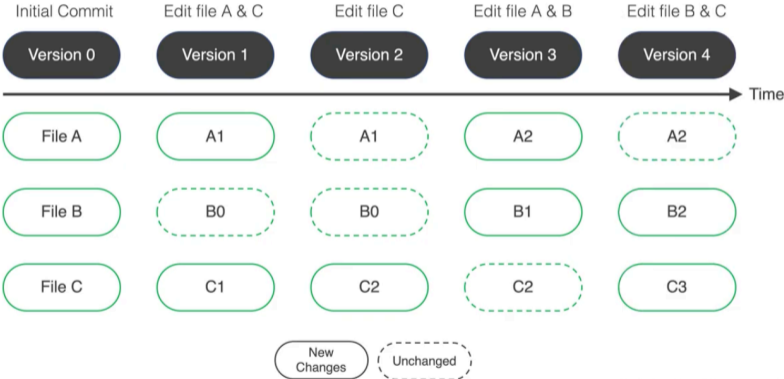 Initial Commit Edit file A & C Edit file C Edit file A & B Edit file B & C
Version 0 Version 1 Version 2 Version 3 Version 4
Time
File A A1 A1 A2 A2
File B B0 B0 B1 B2
File C C1 C2 C2 C3
New
Changes
Unchanged